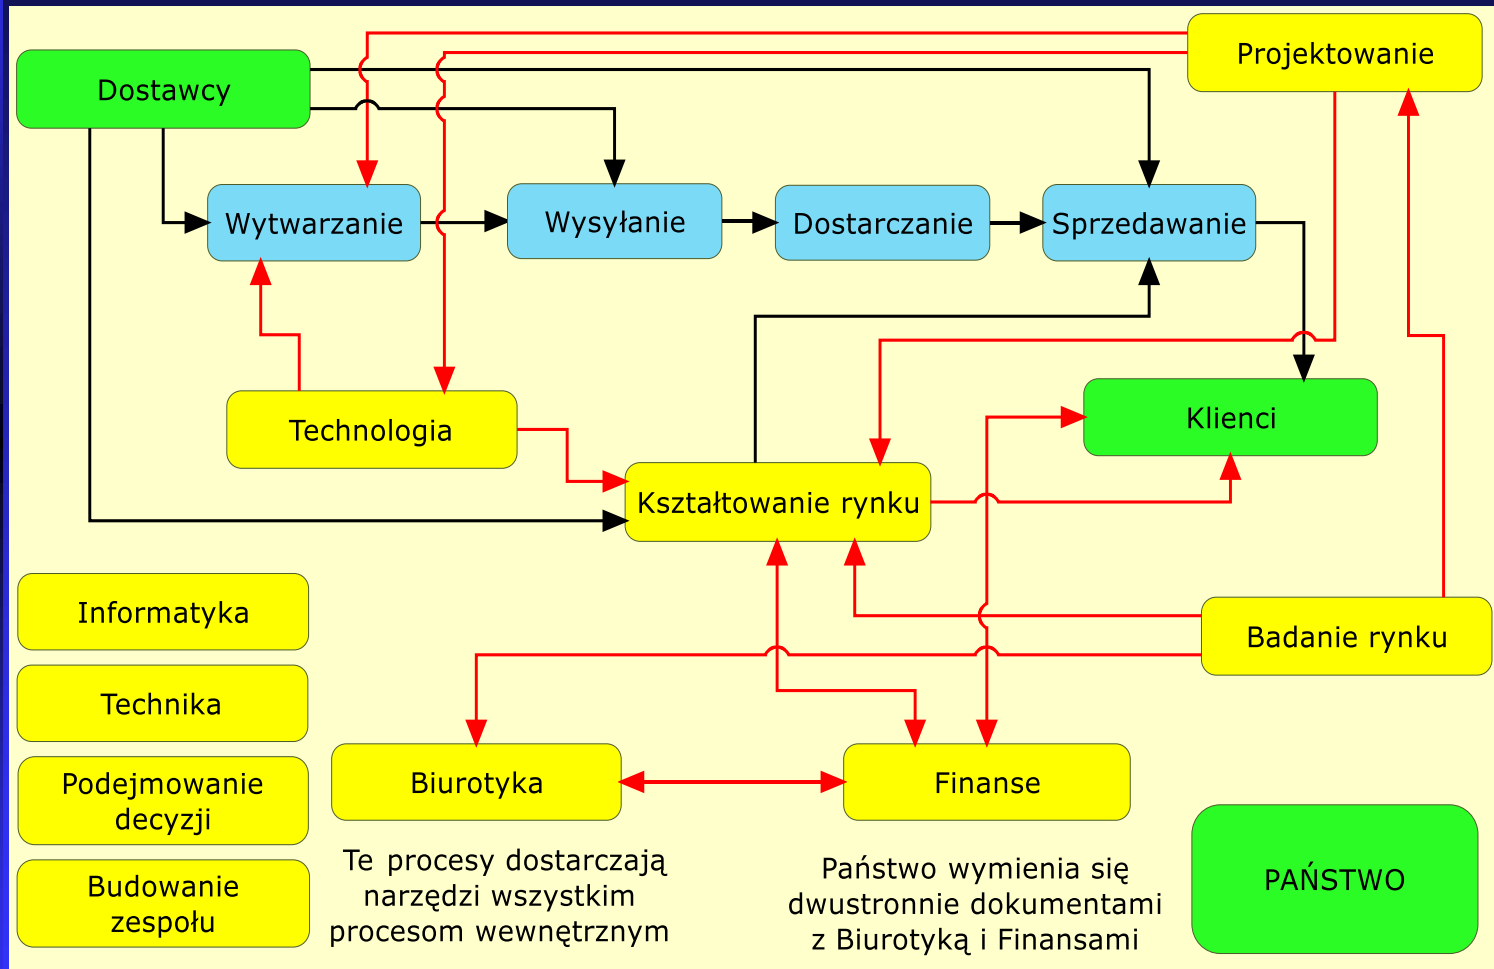 Projektowanie
Dostawcy
Wytwarzanie
Wysyłanie
Dostarczanie
Sprzedawanie
Technologia
Klienci
Kształtowanie rynku
Informatyka
Badanie rynku
Technika
Podejmowanie
decyzji
Biurotyka
Finanse
Budowanie
zespołu
Te procesy dostarczają
narzędzi wszystkim
procesom wewnętrznym
Państwo wymienia się
dwustronnie dokumentami
z Biurotyką i Finansami
PAŃSTWO